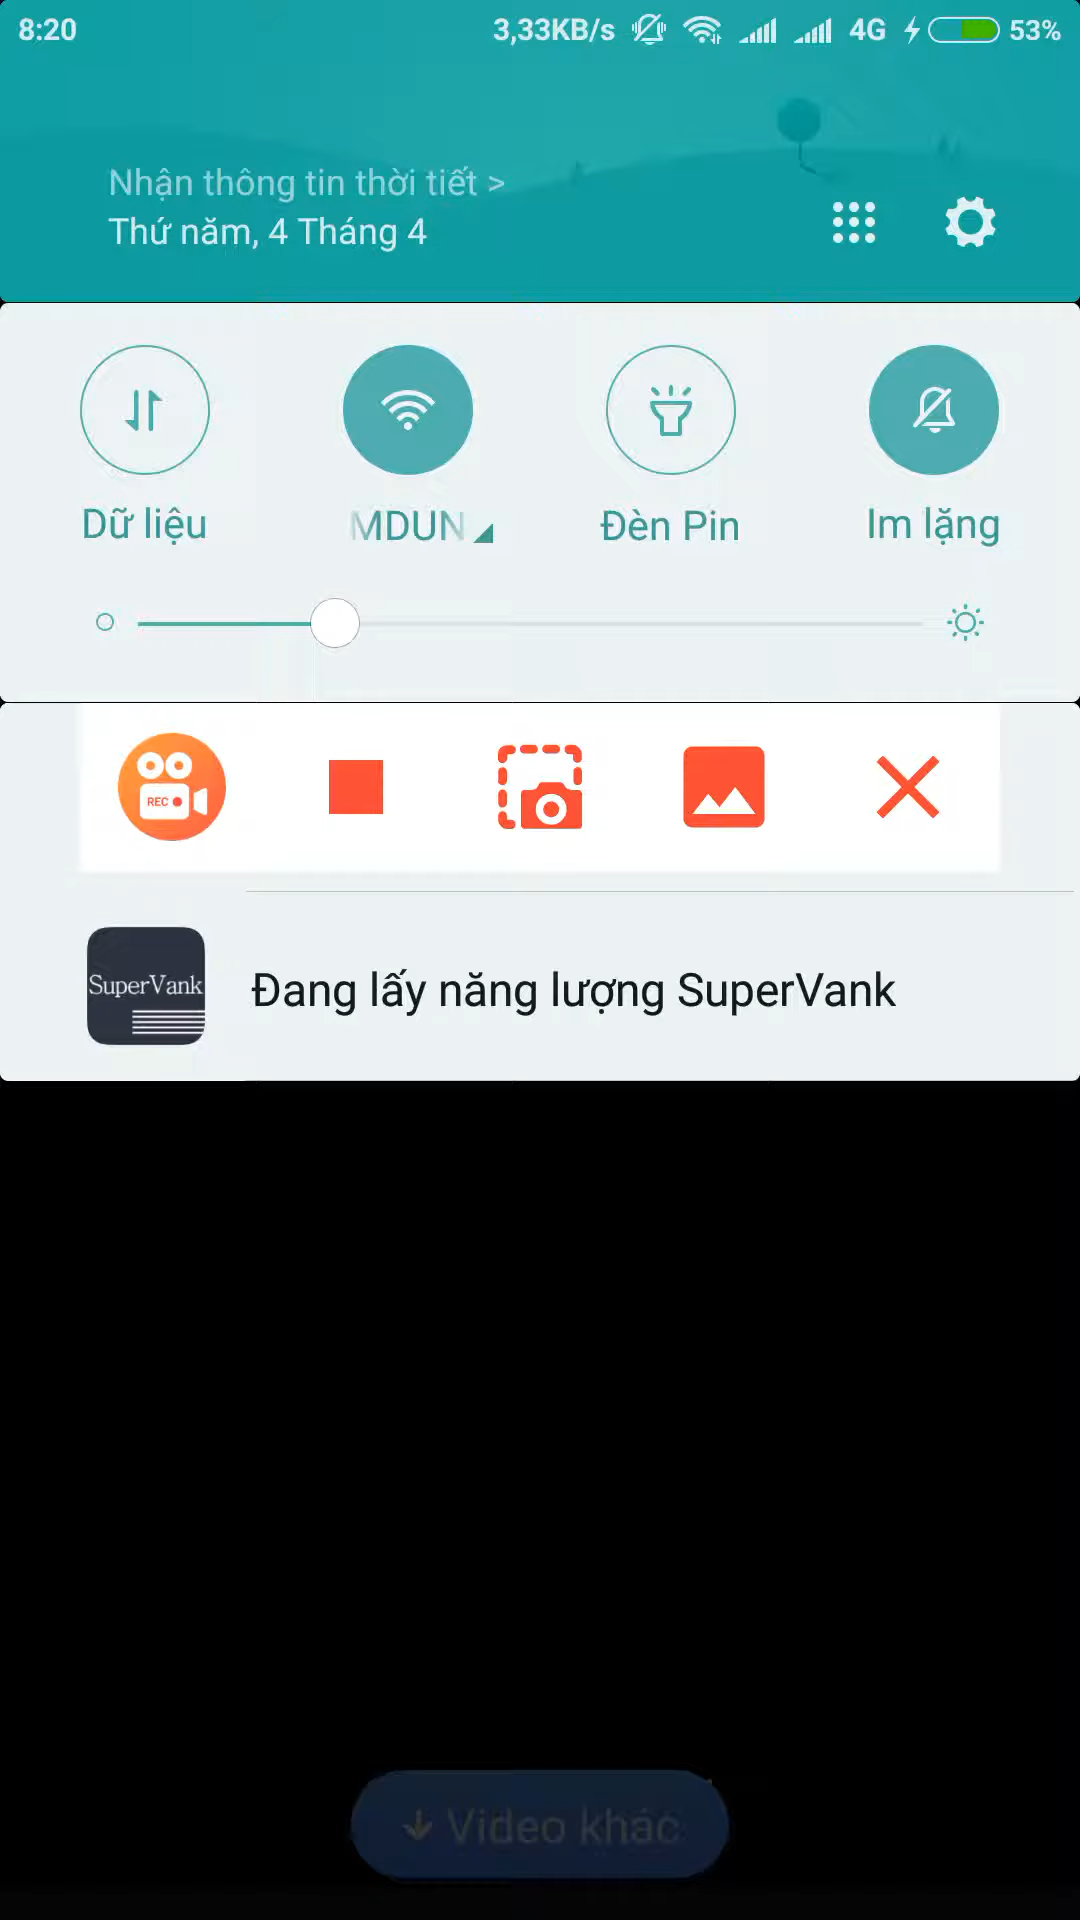 8:20 3,33KB/s 4G 53%
Nhận thông tin thời tiết >
Thứ năm, 4 Tháng 4
Dữ liệu MDUN Đèn Pin Im lặng
REC
SuperVank
Đang lấy năng lượng SuperVank
Video khác